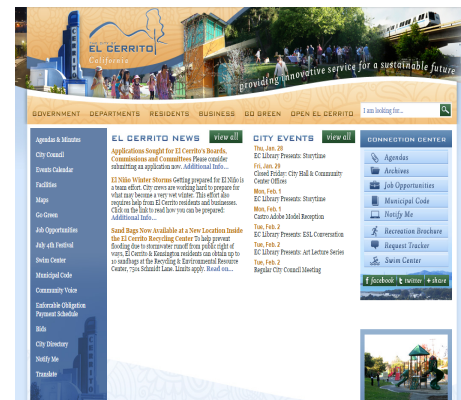 THE CITY OF
EL CERRITO
California
providing innovative service for a sustainable future
GOVERNMENT DEPARTMENTS RESIDENTS BUSINESS GO GREEN OPEN EL CERRITO
I am looking for...
Agendas & Minutes
City Council
Events Calendar
Facilities
Maps
Go Green
Job Opportunities
July 4th Festival
Swim Center
Municipal Code
Community Voice
Enforceable Obligation
Payment Schedule
Bids
City Directory
Notify Me
Translate
EL CERRITO NEWS view all
Applications Sought for El Cerrito's Boards,
Commissions and Committees Please consider
submitting an application now. Additional Info...
El Niño Winter Storms Getting prepared for El Niño is
a team effort. City crews are working hard to prepare for
what may become a very wet winter. This effort also
requires help from El Cerrito residents and businesses.
Click on the link to read how you can be prepared:
Additional Info...
Sand Bags Now Available at a New Location Inside
the El Cerrito Recycling Center To help prevent
flooding due to stormwater runoff from public right of
ways, El Cerrito & Kensington residents can obtain up to
10 sandbags at the Recycling & Environmental Resource
Center, 7501 Schmidt Lane. Limits apply. Read on...
CITY EVENTS view all
Thu, Jan. 28
EC Library Presents: Storytime
Fri, Jan. 29
Closed Friday: City Hall & Community
Center Offices
Mon, Feb. 1
EC Library Presents: Storytime
Mon, Feb. 1
Castro Adobe Model Reception
Tue, Feb. 2
EC Library Presents: ESL Conversation
Tue, Feb. 2
EC Library Presents: Art Lecture Series
Tue, Feb. 2
Regular City Council Meeting
CONNECTION CENTER
Agendas
Archives
Job Opportunities
Municipal Code
Notify Me
Recreation Brochure
Request Tracker
Swim Center
facebook twitter share